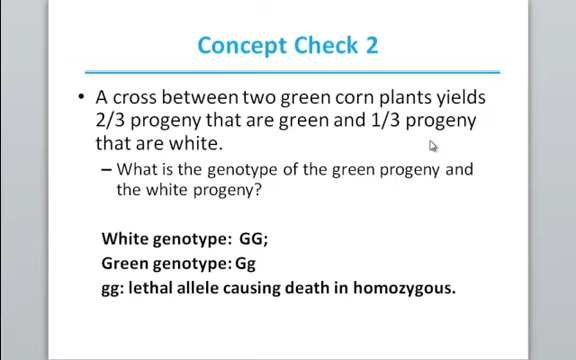 Concept Check 2
• A cross between two green corn plants yields
2/3 progeny that are green and 1/3 progeny
that are white.
– What is the genotype of the green progeny and
the white progeny?
White genotype: GG;
Green genotype: Gg
gg: lethal allele causing death in homozygous.